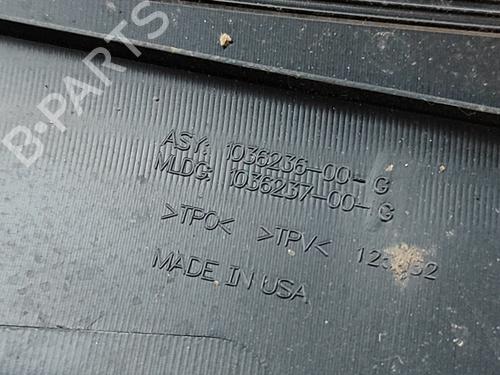 B-PARTS
ASY: 1036236-00-G
MLDG: 1036237-00-G
>TPO< >TPV<
MADE IN USA